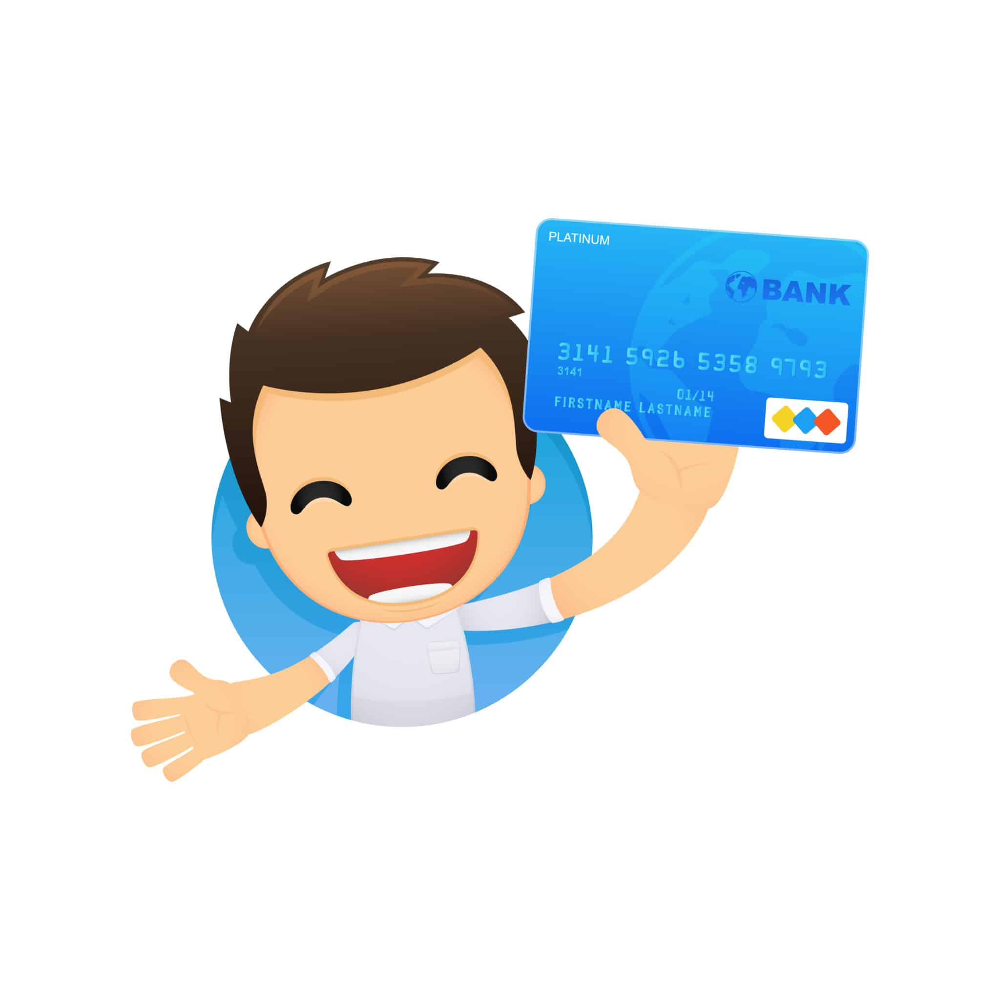 PLATINUM
BANK
3141 5926 5358 9793
3141
01/14
FIRSTNAME LASTNAME